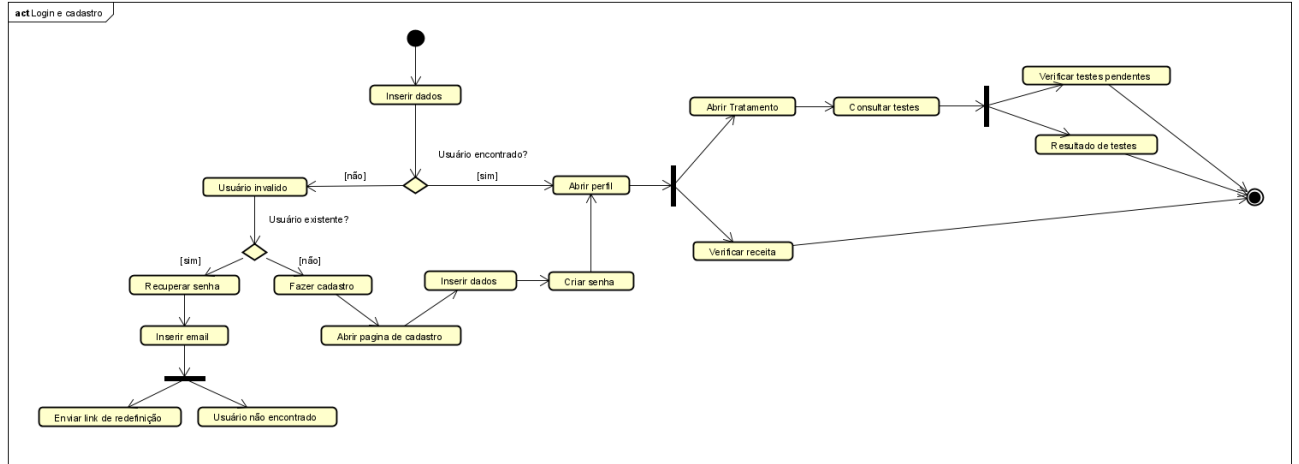 act Login e cadastro
Inserir dados
Usuário encontrado?
[não]
[sim]
Usuário invalido
Abrir perfil
Usuário existente?
[sim]
[não]
Recuperar senha
Fazer cadastro
Inserir dados
Criar senha
Inserir email
Abrir pagina de cadastro
Enviar link de redefinição
Usuário não encontrado
Abrir Tratamento
Consultar testes
Verificar testes pendentes
Resultado de testes
Verificar receita